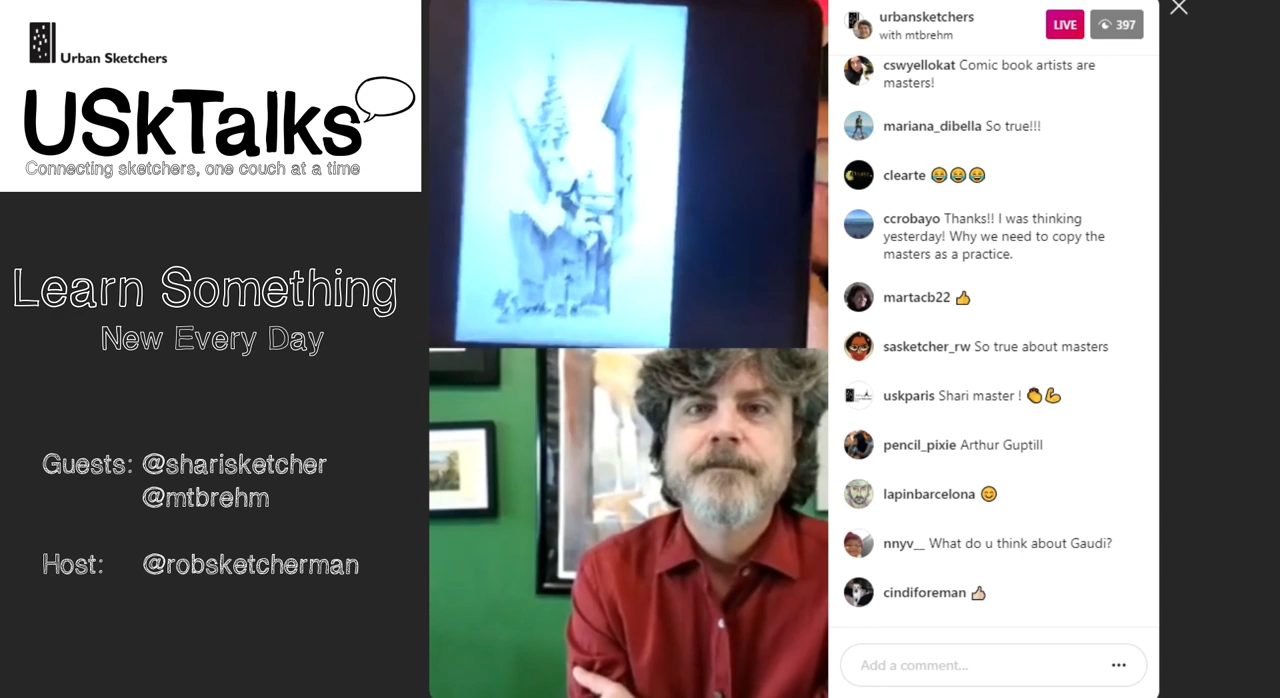 Urban Sketchers
USkTalks
Connecting sketchers, one couch at a time
Learn Something
New Every Day
Guests: @sharisketcher
@mtbrehm
Host: @robsketcherman
urbansketchers
with mtbrehm
LIVE
397
cswyellokat Comic book artists are
masters!
mariana_dibella So true!!!
clearte 😂😂😂
ccrobayo Thanks!! I was thinking
yesterday! Why we need to copy the
masters as a practice.
martacb22 👍
sasketcher_rw So true about masters
uskparis Shari master ! 👏💪
pencil_pixie Arthur Guptill
lapinbarcelona 😊
nnyv__ What do u think about Gaudi?
cindiforeman 👍🏻
Add a comment...